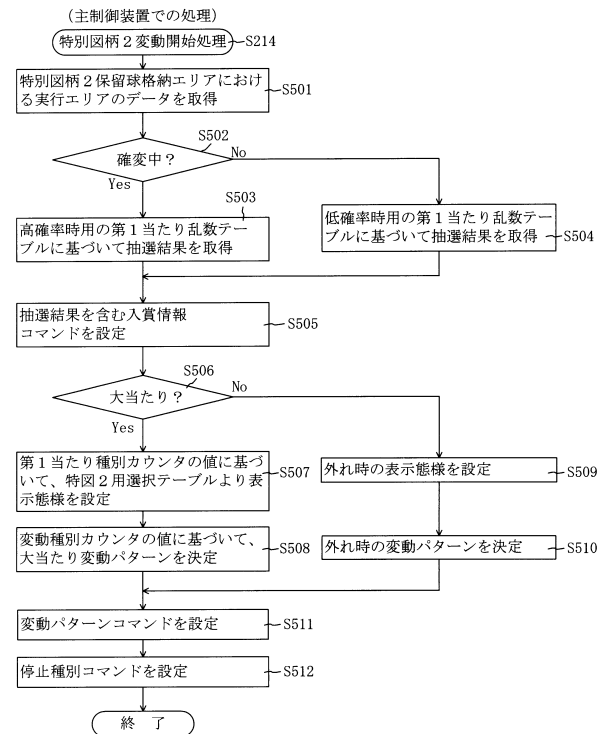 （主制御装置での処理）
特別図柄２変動開始処理
S214
特別図柄２保留球格納エリアにおけ
る実行エリアのデータを取得
S501
S502
確変中？
No
Yes
S503
高確率時用の第１当たり乱数テー
ブルに基づいて抽選結果を取得
低確率時用の第１当たり乱数テー
ブルに基づいて抽選結果を取得
S504
抽選結果を含む入賞情報
コマンドを設定
S505
S506
大当たり？
No
Yes
第１当たり種別カウンタの値に基づ
いて、特図２用選択テーブルより表
示態様を設定
S507
外れ時の表示態様を設定
S509
変動種別カウンタの値に基づいて、
大当たり変動パターンを決定
S508
外れ時の変動パターンを決定
S510
変動パターンコマンドを設定
S511
停止種別コマンドを設定
S512
終 了